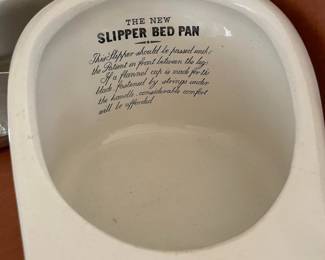 THE NEW
SLIPPER BED PAN
This Slipper should be passed under
the Patient in front between the legs
If a flannel cap is made for the
blade fastened by strings under
the handle, considerable comfort
will be afforded